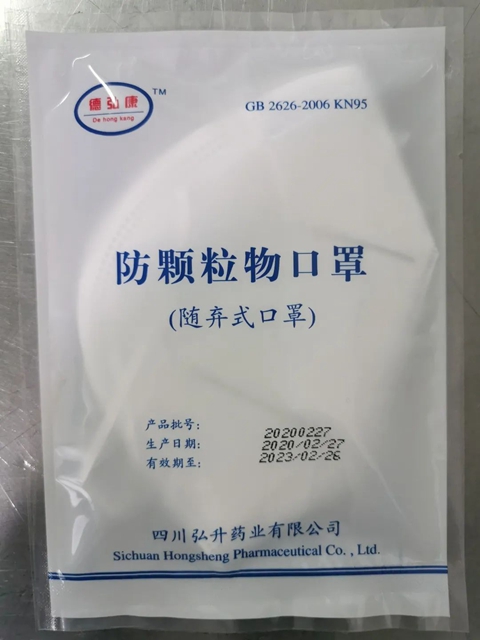 德弘康 TM
De hong kang
GB 2626-2006 KN95
防颗粒物口罩
(随弃式口罩)
产品批号: 20200227
生产日期: 2020/02/27
有效期至: 2023/02/26
四川弘升药业有限公司
Sichuan Hongsheng Pharmaceutical Co. , Ltd.